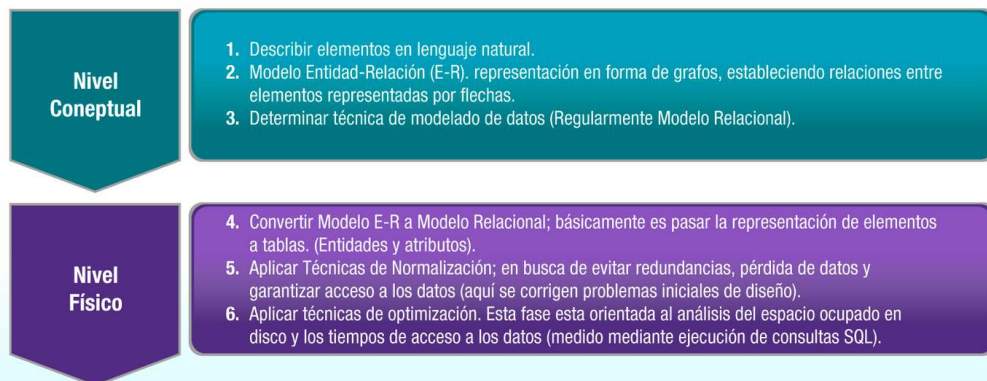 Nivel
Coneptual
1. Describir elementos en lenguaje natural.
2. Modelo Entidad-Relación (E-R). representación en forma de grafos, estableciendo relaciones entre
elementos representadas por flechas.
3. Determinar técnica de modelado de datos (Regularmente Modelo Relacional).
Nivel
Físico
4. Convertir Modelo E-R a Modelo Relacional; básicamente es pasar la representación de elementos
a tablas. (Entidades y atributos).
5. Aplicar Técnicas de Normalización; en busca de evitar redundancias, pérdida de datos y
garantizar acceso a los datos (aquí se corrigen problemas iniciales de diseño).
6. Aplicar técnicas de optimización. Esta fase esta orientada al análisis del espacio ocupado en
disco y los tiempos de acceso a los datos (medido mediante ejecución de consultas SQL).